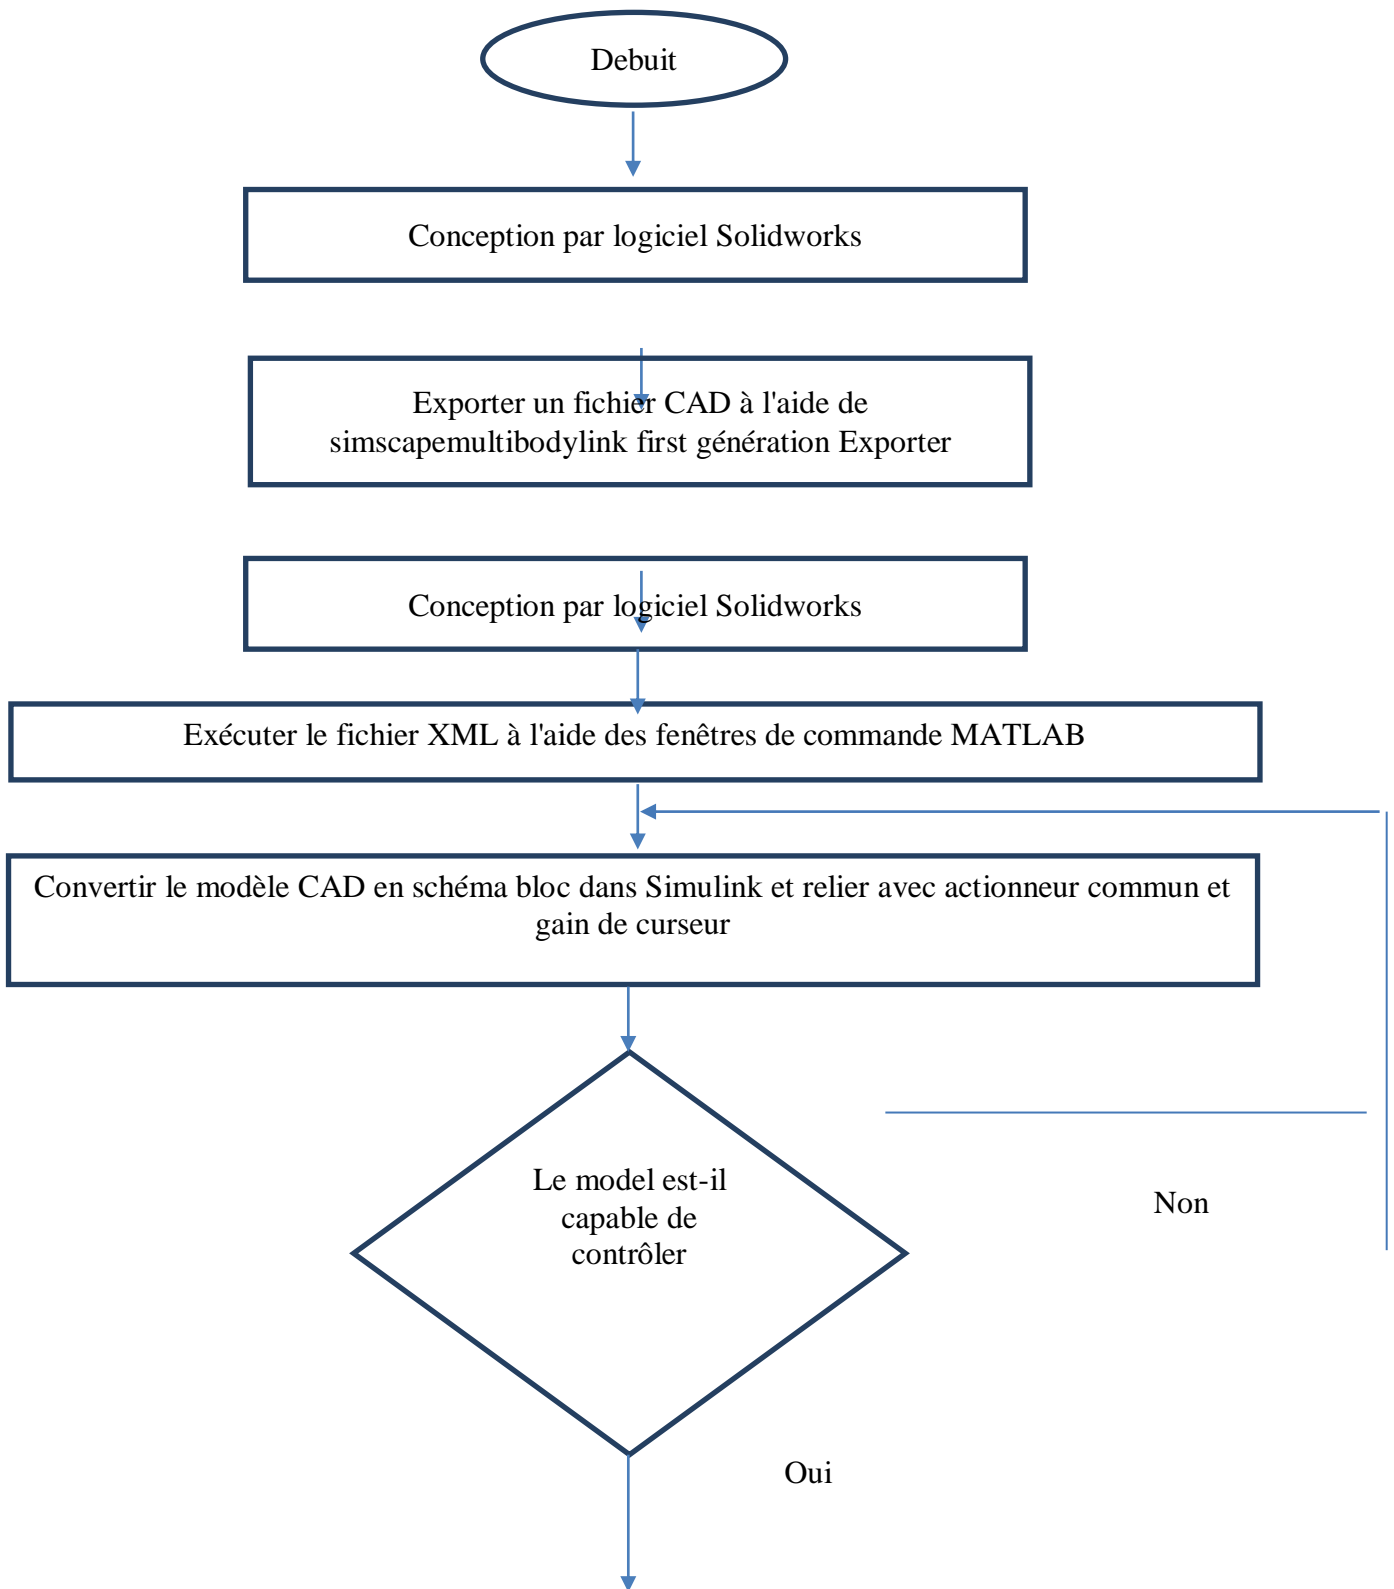 Debuit
Conception par logiciel Solidworks
Exporter un fichier CAD à l'aide de
simscapemultibodylink first génération Exporter
Conception par logiciel Solidworks
Exécuter le fichier XML à l'aide des fenêtres de commande MATLAB
Convertir le modèle CAD en schéma bloc dans Simulink et relier avec actionneur commun et
gain de curseur
Le model est-il
capable de
contrôler
Non
Oui